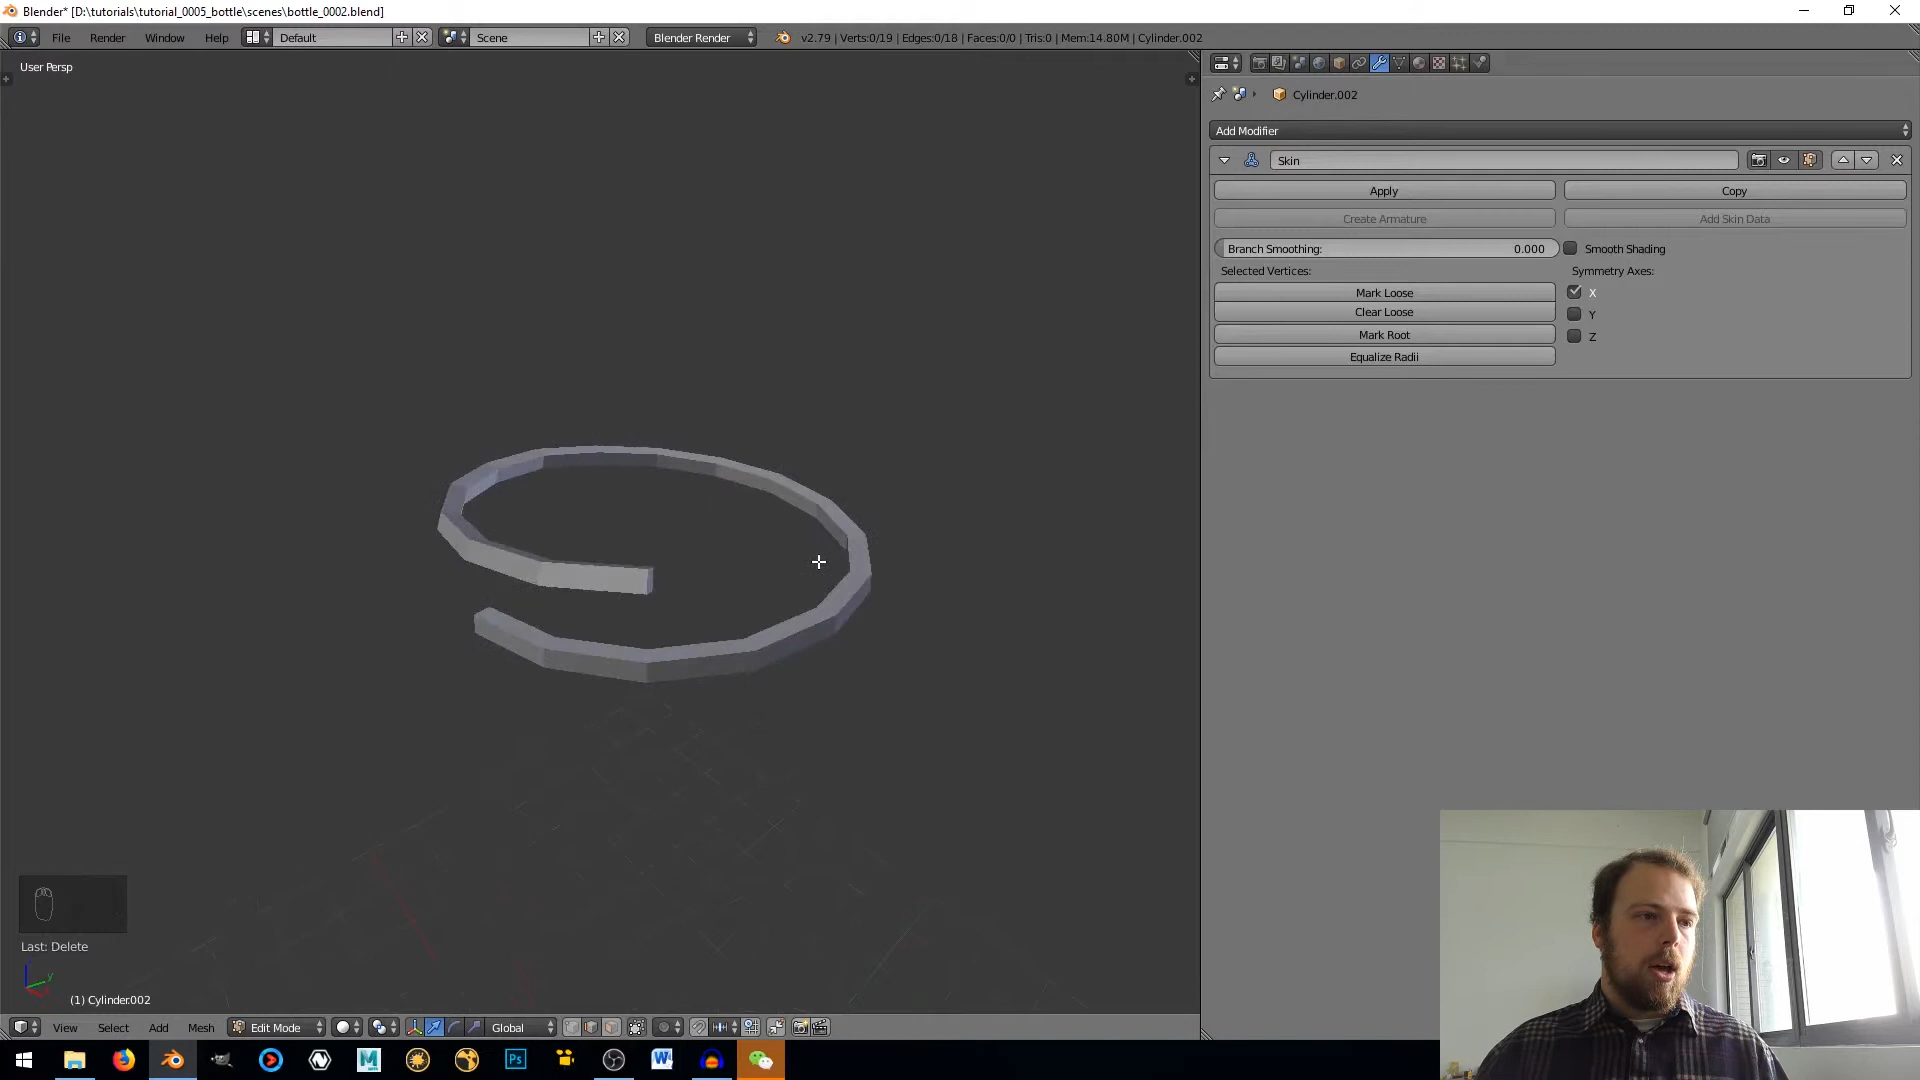 Blender* [D:\tutorials\tutorial_0005_bottle\scenes\bottle_0002.blend]
File Render Window Help Default Scene Blender Render v2.79 | Verts:0/19 | Edges:0/18 | Faces:0/0 | Tris:0 | Mem:14.80M | Cylinder.002
User Persp
Cylinder.002
Add Modifier
Skin
Apply Copy
Create Armature Add Skin Data
Branch Smoothing: 0.000 Smooth Shading
Selected Vertices: Symmetry Axes:
Mark Loose X
Clear Loose Y
Mark Root Z
Equalize Radii
Last: Delete
y
(1) Cylinder.002
View Select Add Mesh Edit Mode Global
M Ps W